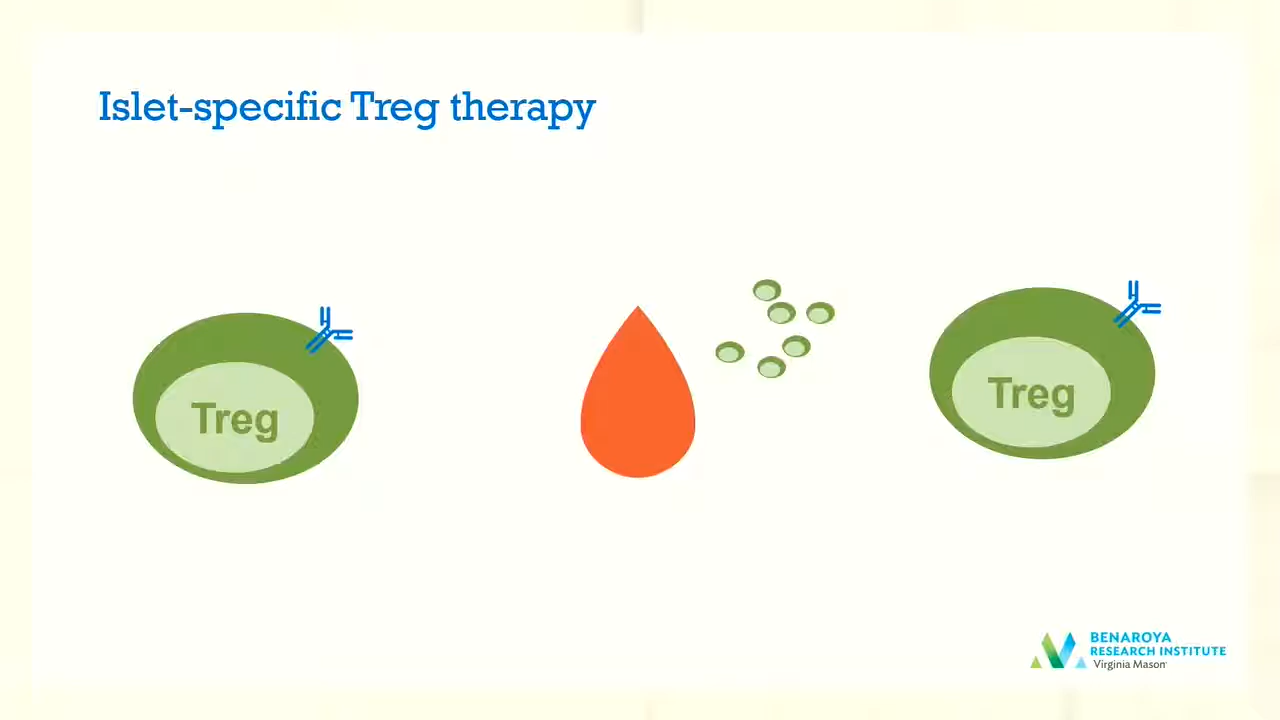 Islet-specific Treg therapy
Treg
Treg
BENAROYA
RESEARCH INSTITUTE
Virginia Mason